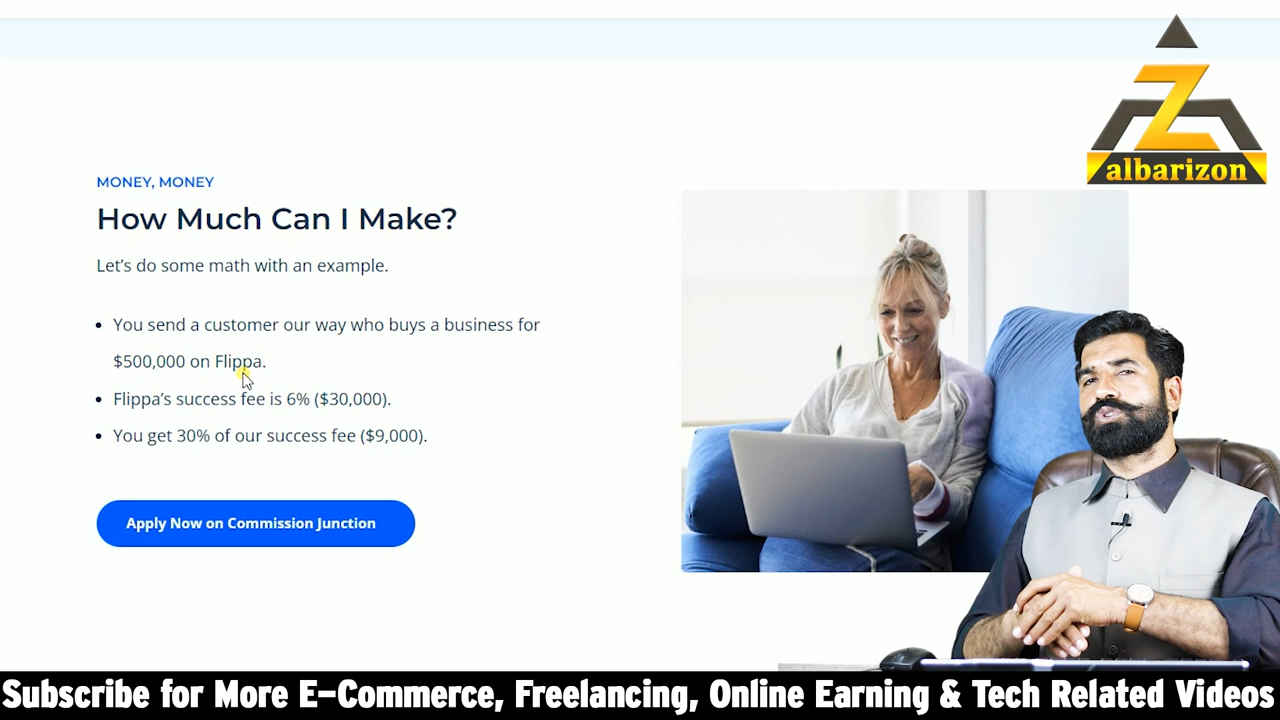 Z
albarizon
MONEY, MONEY
How Much Can I Make?
Let’s do some math with an example.
• You send a customer our way who buys a business for
$500,000 on Flippa.
• Flippa’s success fee is 6% ($30,000).
• You get 30% of our success fee ($9,000).
Apply Now on Commission Junction
Subscribe for More E-Commerce, Freelancing, Online Earning & Tech Related Videos